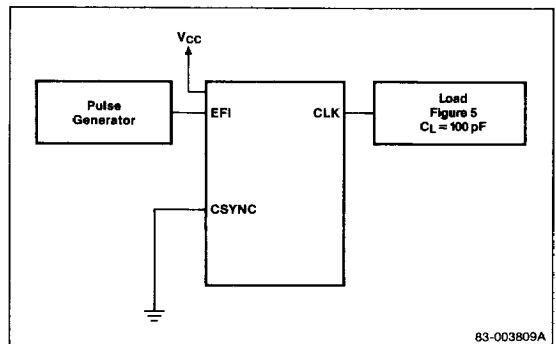 VCC
Pulse
Generator
EFI
CLK
Load
Figure 5
CL = 100 pF
CSYNC
83-003809A